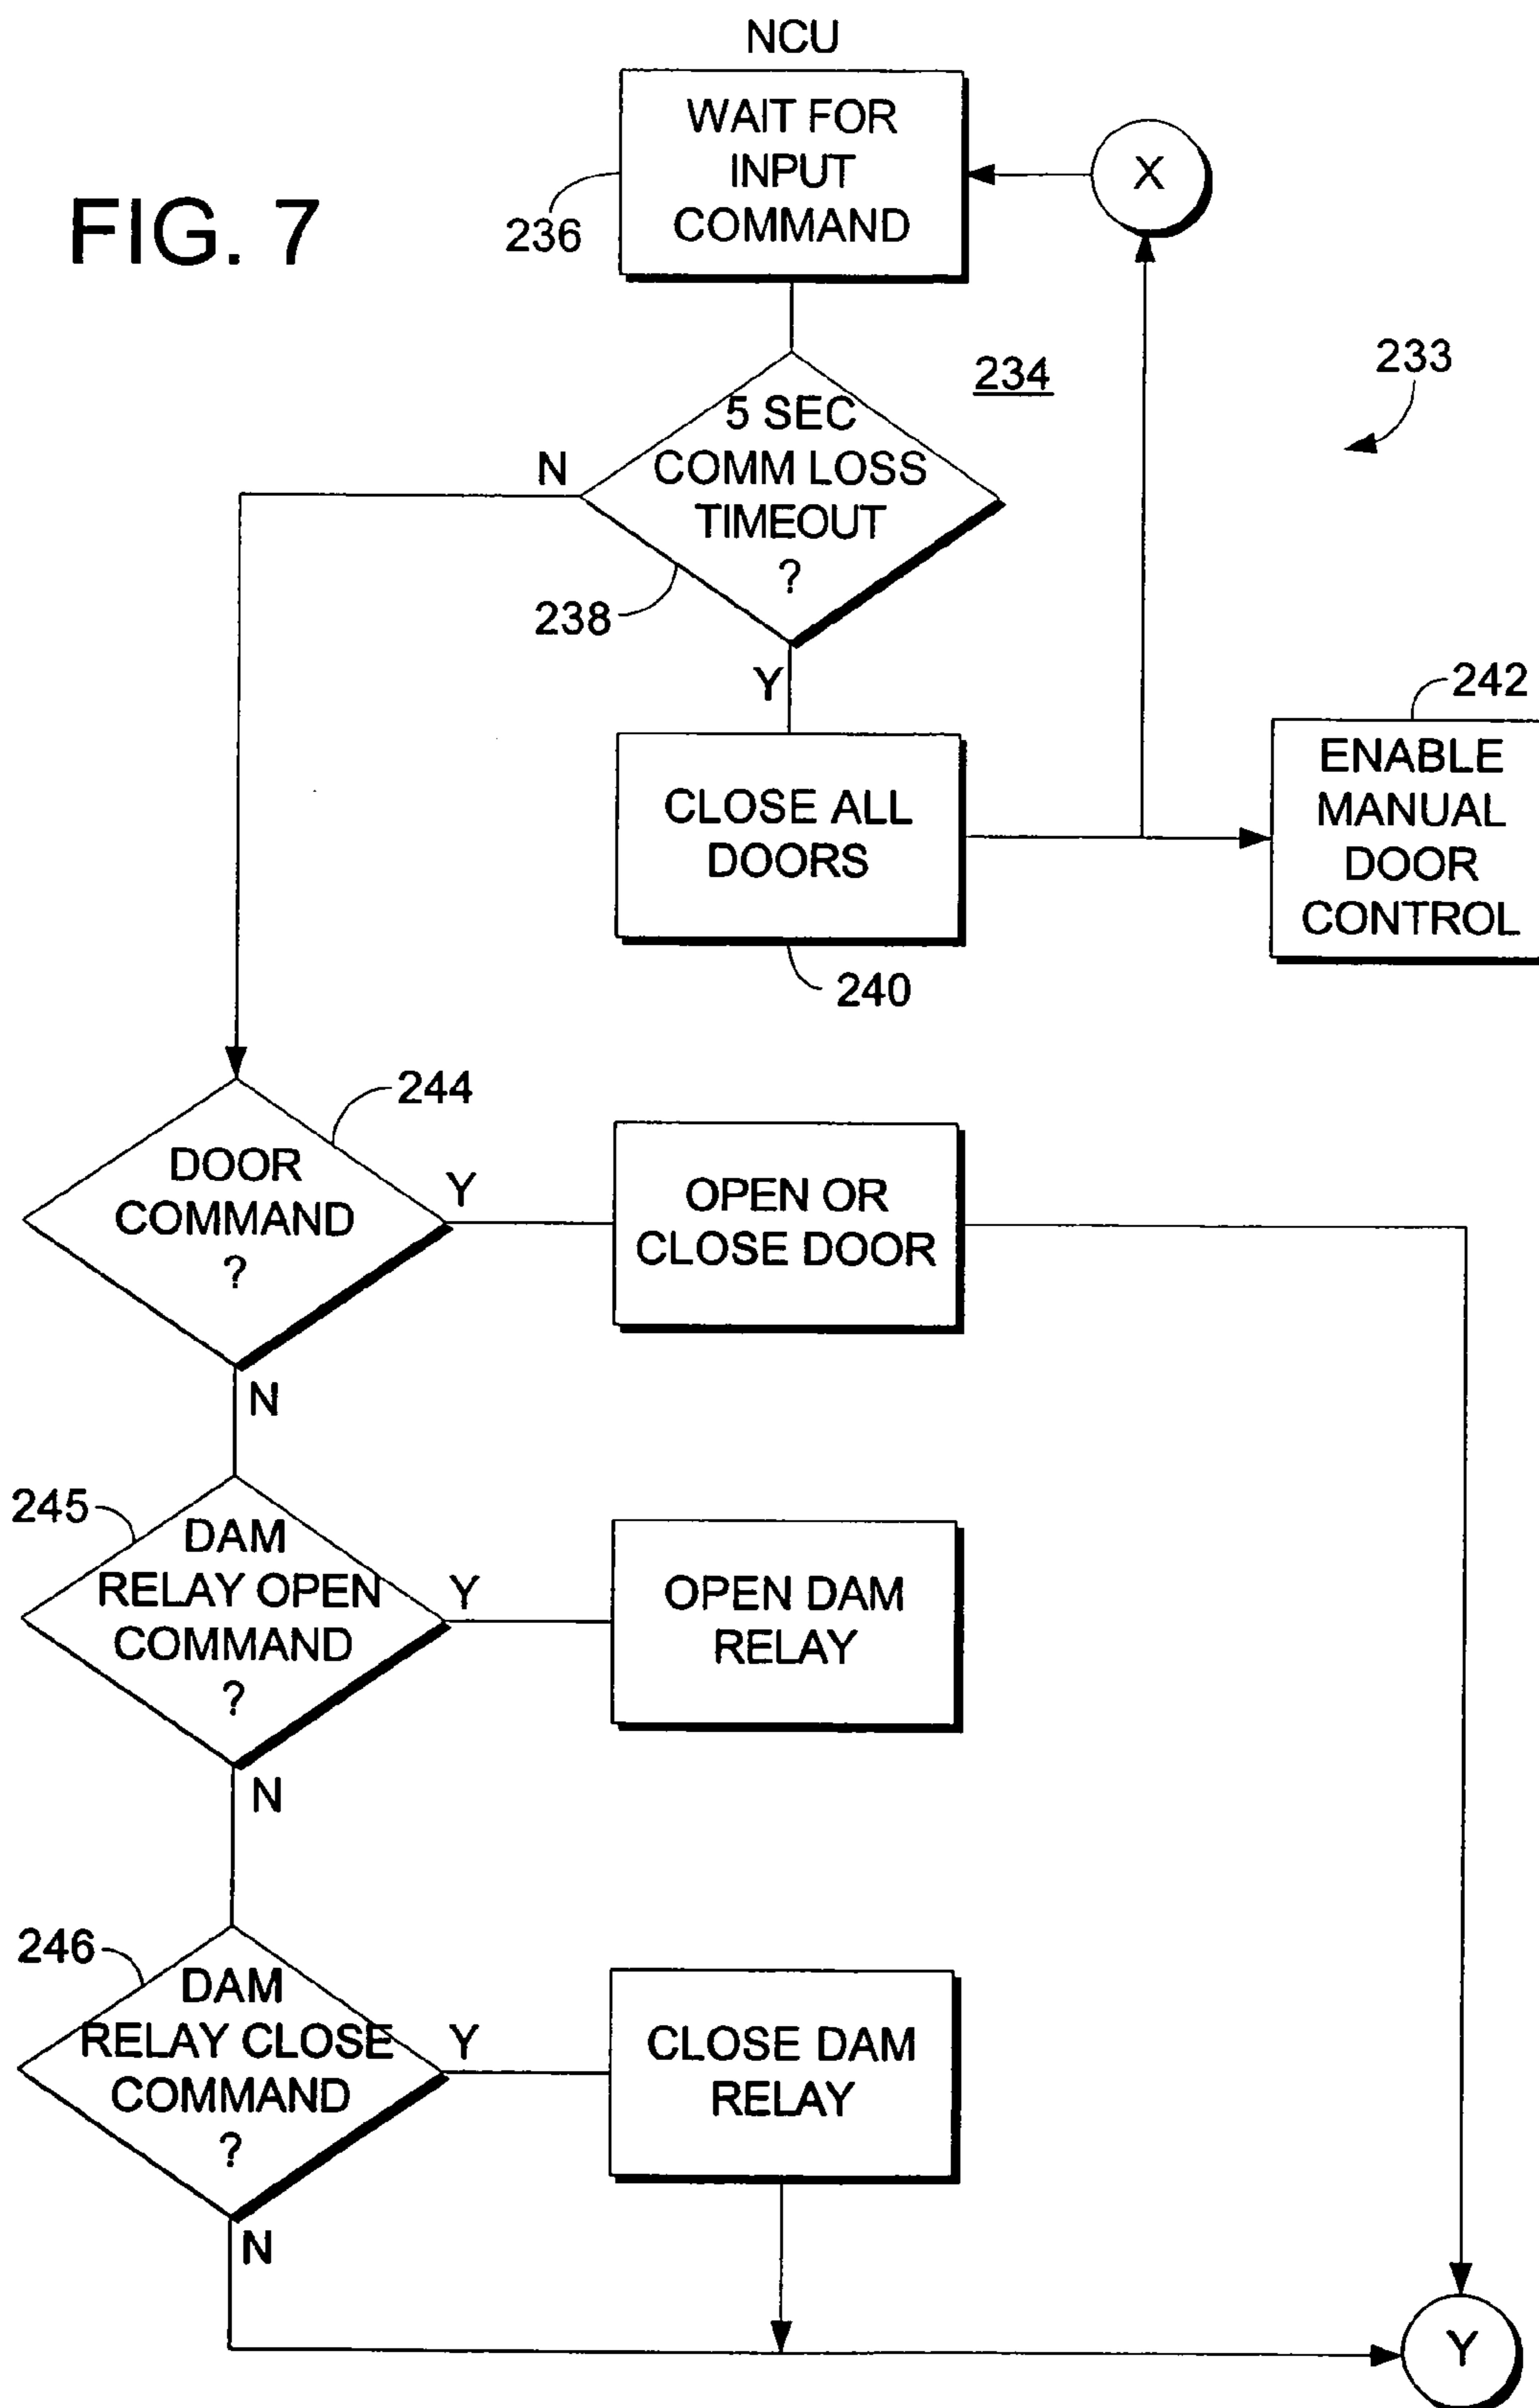 NCU
WAIT FOR
INPUT
COMMAND
X
FIG. 7
236
234
233
5 SEC
COMM LOSS
TIMEOUT
?
N
238
Y
242
ENABLE
MANUAL
DOOR
CONTROL
CLOSE ALL
DOORS
240
244
DOOR
COMMAND
?
Y
OPEN OR
CLOSE DOOR
N
245
DAM
RELAY OPEN
COMMAND
?
Y
OPEN DAM
RELAY
N
246
DAM
RELAY CLOSE
COMMAND
?
Y
CLOSE DAM
RELAY
N
Y